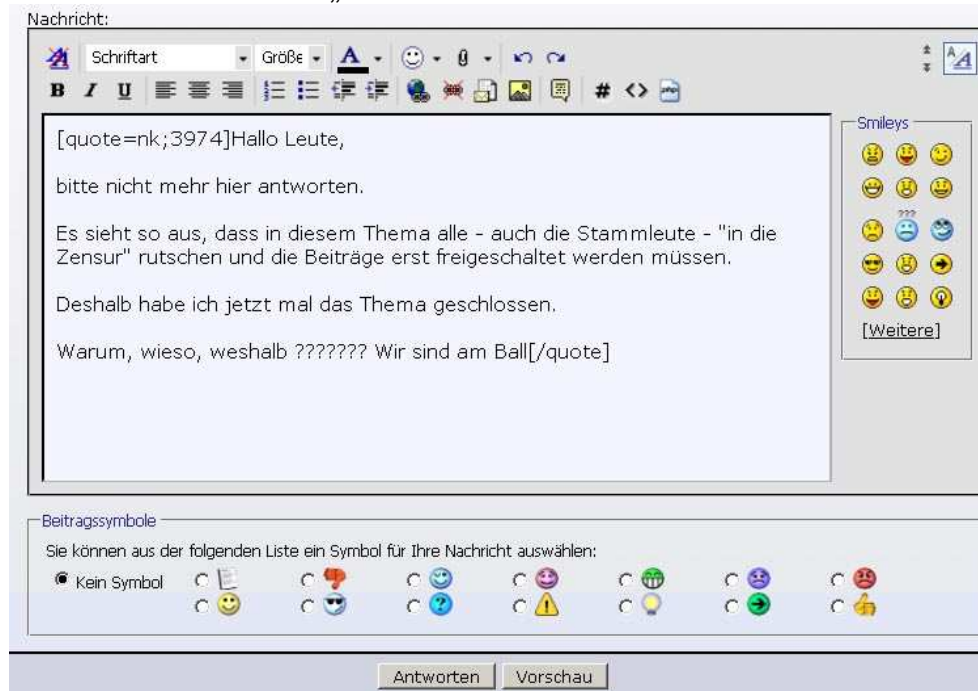 „
Nachricht:
Schriftart Größe A
A A
B I U # <> php
[quote=nk;3974]Hallo Leute,
bitte nicht mehr hier antworten.
Es sieht so aus, dass in diesem Thema alle - auch die Stammleute - "in die
Zensur" rutschen und die Beiträge erst freigeschaltet werden müssen.
Deshalb habe ich jetzt mal das Thema geschlossen.
Warum, wieso, weshalb ??????? Wir sind am Ball[/quote]
Smileys
???
[Weitere]
Beitragssymbole
Sie können aus der folgenden Liste ein Symbol für Ihre Nachricht auswählen:
Kein Symbol
Antworten Vorschau